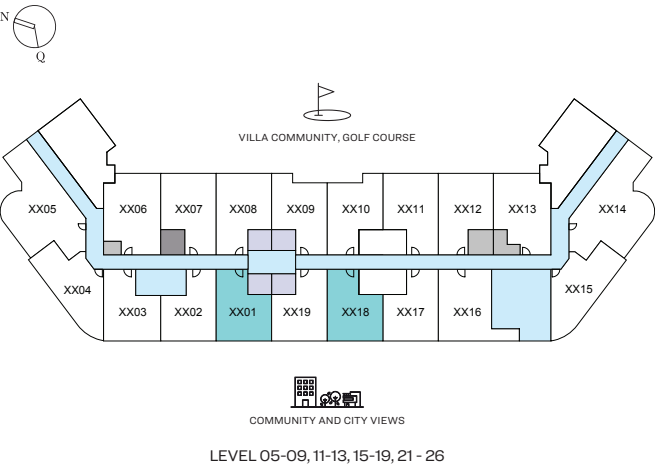 N
Q
VILLA COMMUNITY, GOLF COURSE
XX05 XX06 XX07 XX08 XX09 XX10 XX11 XX12 XX13 XX14
XX04 XX15
XX03 XX02 XX01 XX19 XX18 XX17 XX16
COMMUNITY AND CITY VIEWS
LEVEL 05-09, 11-13, 15-19, 21 - 26